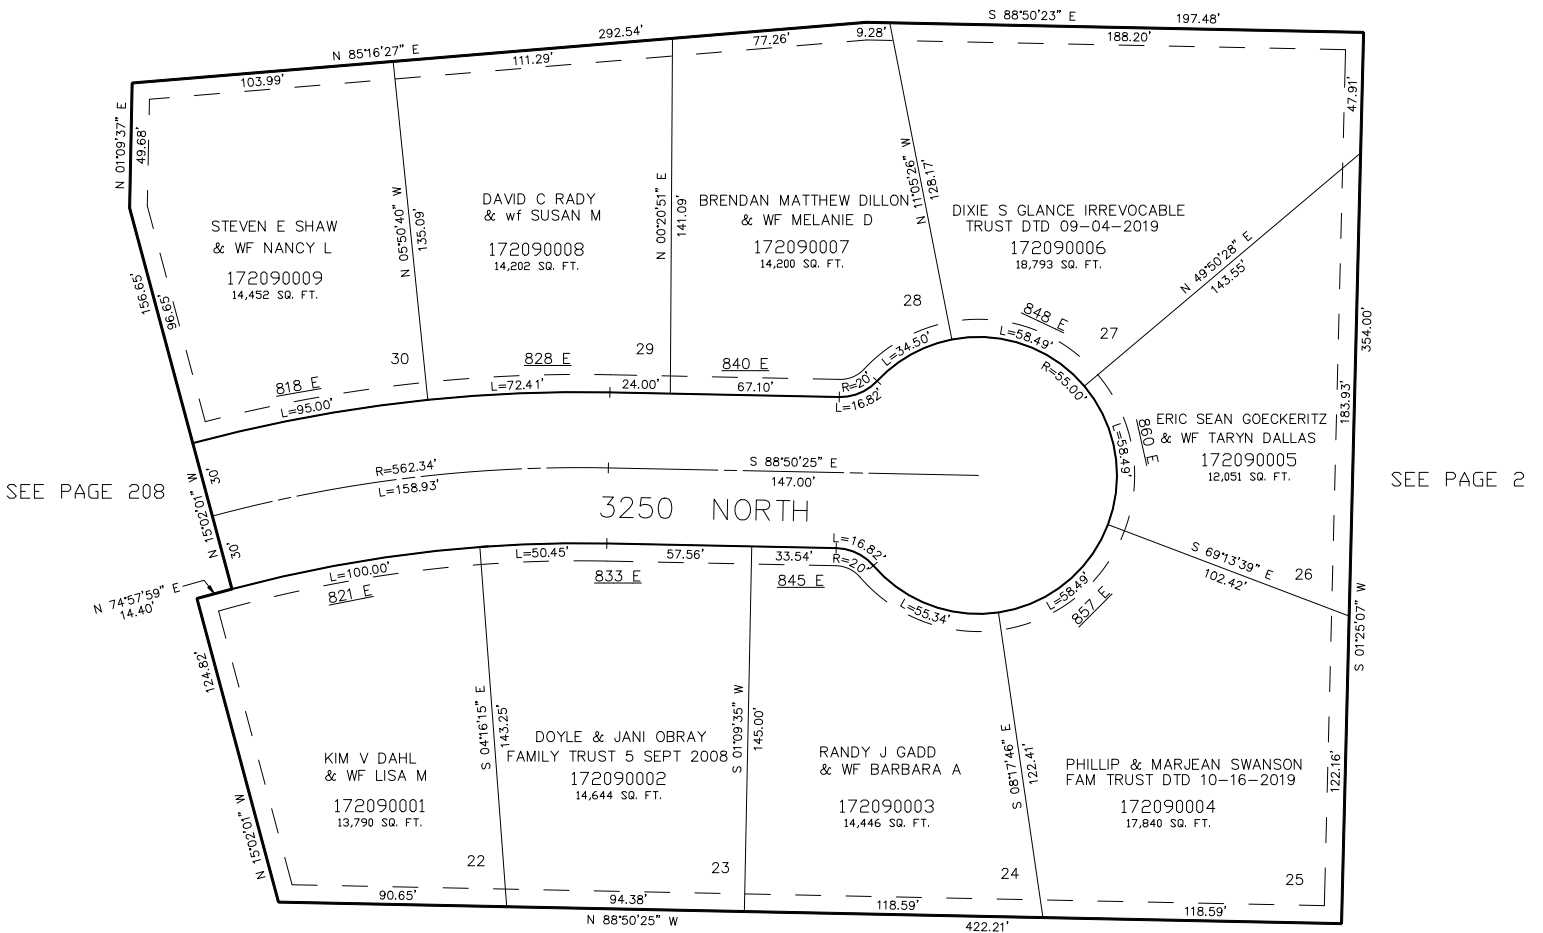 S 88°50'23" E
197.48'
292.54'
77.26'
9.28'
188.20'
N 85°16'27" E
111.29'
103.99'
47.91'
N 01°09'37" E
49.68'
N 05°50'40" W
135.09'
N 00°20'51" E
141.09'
N 11°05'26" W
128.17'
STEVEN E SHAW
& WF NANCY L
172090009
14,452 SQ. FT.
DAVID C RADY
& wf SUSAN M
172090008
14,202 SQ. FT.
BRENDAN MATTHEW DILLON
& WF MELANIE D
172090007
14,200 SQ. FT.
DIXIE S GLANCE IRREVOCABLE
TRUST DTD 09-04-2019
172090006
18,793 SQ. FT.
N 49°50'28" E
143.55'
156.65'
96.65'
30
29
28
27
354.00'
818 E
L=95.00'
828 E
L=72.41'
24.00'
840 E
67.10'
R=20'
L=16.82'
L=34.50'
848 E
L=58.49'
R=55.00'
183.93'
860 E
L=58.49'
ERIC SEAN GOECKERITZ
& WF TARYN DALLAS
172090005
12,051 SQ. FT.
SEE PAGE 208
SEE PAGE 2
N 15°02'01" W
30'
30'
R=562.34'
L=158.93'
S 88°50'25" E
147.00'
3250 NORTH
S 69°13'39" E
102.42'
26
S 01°25'07" W
N 74°57'59" E
14.40'
L=100.00'
821 E
L=50.45'
57.56'
833 E
33.54'
845 E
L=16.82'
R=20'
L=55.34'
L=58.49'
857 E
124.82'
S 04°16'15" E
143.25'
S 01°09'35" W
145.00'
S 08°17'46" E
122.41'
122.16'
KIM V DAHL
& WF LISA M
172090001
13,790 SQ. FT.
DOYLE & JANI OBRAY
FAMILY TRUST 5 SEPT 2008
172090002
14,644 SQ. FT.
RANDY J GADD
& WF BARBARA A
172090003
14,446 SQ. FT.
PHILLIP & MARJEAN SWANSON
FAM TRUST DTD 10-16-2019
172090004
17,840 SQ. FT.
N 15°02'01" W
22
23
24
25
90.65'
94.38'
118.59'
118.59'
N 88°50'25" W
422.21'